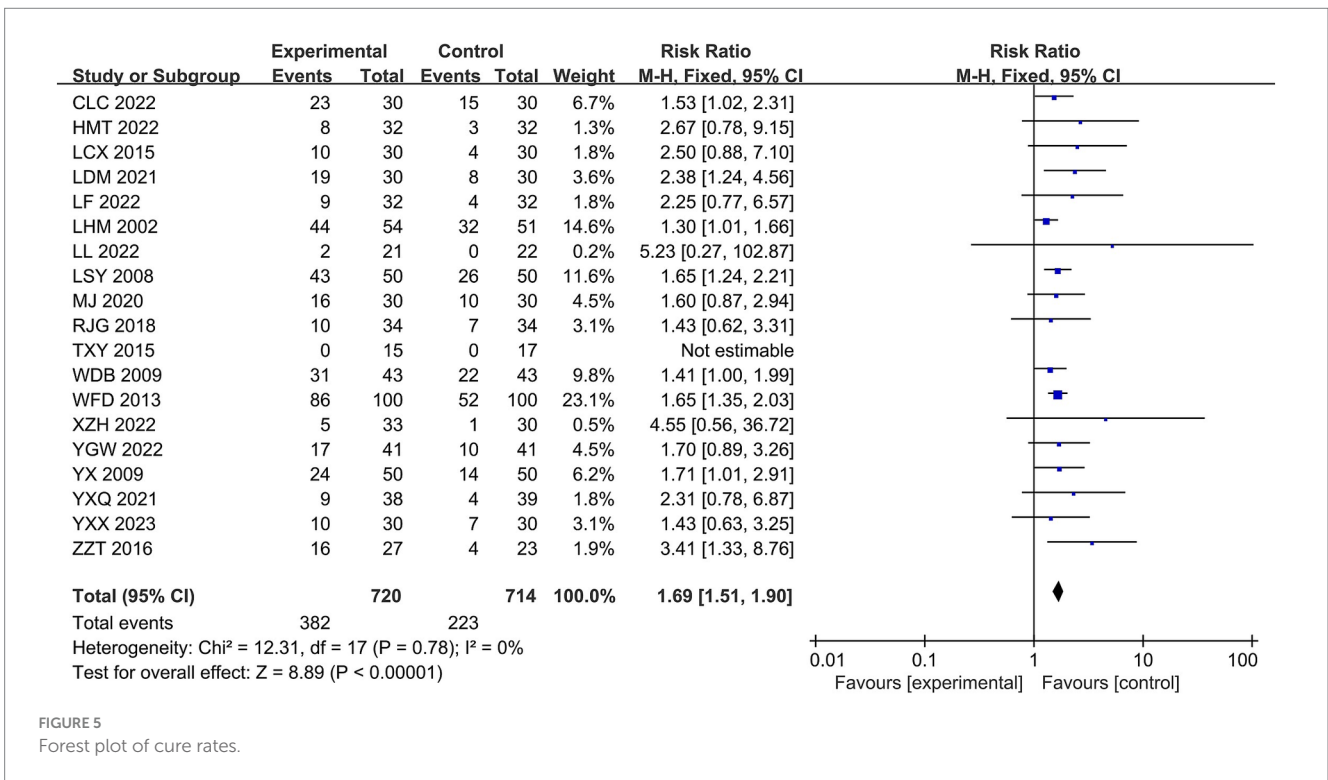 Experimental Control Risk Ratio Risk Ratio
Study or Subgroup Events Total Events Total Weight M-H, Fixed, 95% CI M-H, Fixed, 95% CI
CLC 2022 23 30 15 30 6.7% 1.53 [1.02, 2.31]
HMT 2022 8 32 3 32 1.3% 2.67 [0.78, 9.15]
LCX 2015 10 30 4 30 1.8% 2.50 [0.88, 7.10]
LDM 2021 19 30 8 30 3.6% 2.38 [1.24, 4.56]
LF 2022 9 32 4 32 1.8% 2.25 [0.77, 6.57]
LHM 2002 44 54 32 51 14.6% 1.30 [1.01, 1.66]
LL 2022 2 21 0 22 0.2% 5.23 [0.27, 102.87]
LSY 2008 43 50 26 50 11.6% 1.65 [1.24, 2.21]
MJ 2020 16 30 10 30 4.5% 1.60 [0.87, 2.94]
RJG 2018 10 34 7 34 3.1% 1.43 [0.62, 3.31]
TXY 2015 0 15 0 17 Not estimable
WDB 2009 31 43 22 43 9.8% 1.41 [1.00, 1.99]
WFD 2013 86 100 52 100 23.1% 1.65 [1.35, 2.03]
XZH 2022 5 33 1 30 0.5% 4.55 [0.56, 36.72]
YGW 2022 17 41 10 41 4.5% 1.70 [0.89, 3.26]
YX 2009 24 50 14 50 6.2% 1.71 [1.01, 2.91]
YXQ 2021 9 38 4 39 1.8% 2.31 [0.78, 6.87]
YXX 2023 10 30 7 30 3.1% 1.43 [0.63, 3.25]
ZZT 2016 16 27 4 23 1.9% 3.41 [1.33, 8.76]
Total (95% CI) 720 714 100.0% 1.69 [1.51, 1.90]
Total events 382 223
Heterogeneity: Chi² = 12.31, df = 17 (P = 0.78); I² = 0%
Test for overall effect: Z = 8.89 (P < 0.00001)
0.01 0.1 1 10 100
Favours [experimental] Favours [control]
FIGURE 5
Forest plot of cure rates.